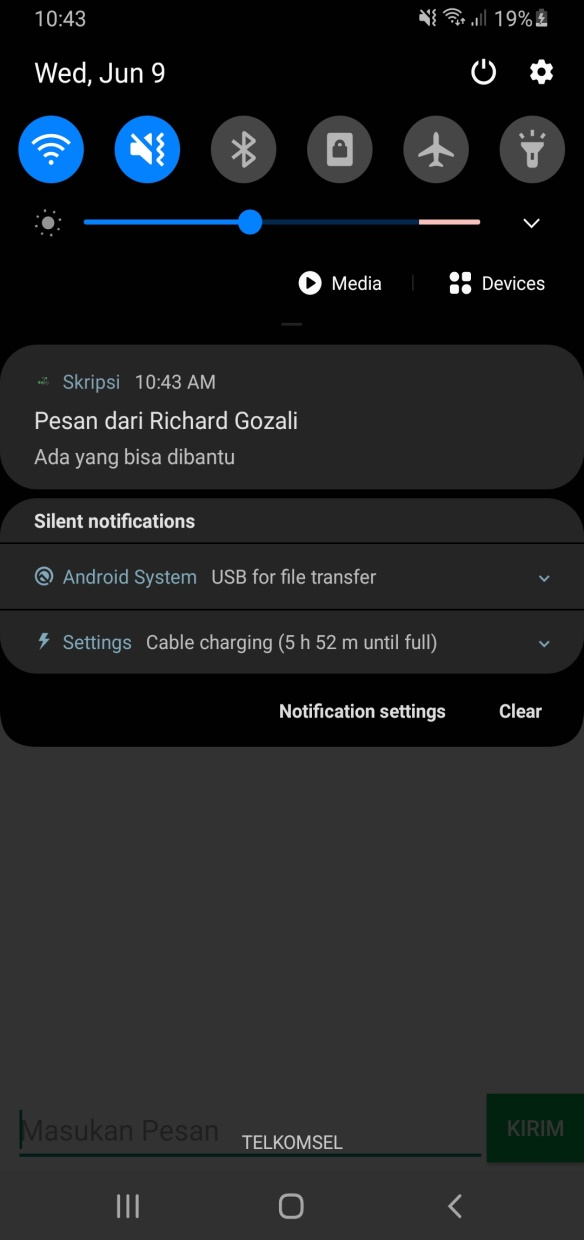 10:43 19%
Wed, Jun 9
Media Devices
Skripsi 10:43 AM
Pesan dari Richard Gozali
Ada yang bisa dibantu
Silent notifications
Android System USB for file transfer
Settings Cable charging (5 h 52 m until full)
Notification settings Clear
Masukan Pesan KIRIM
TELKOMSEL